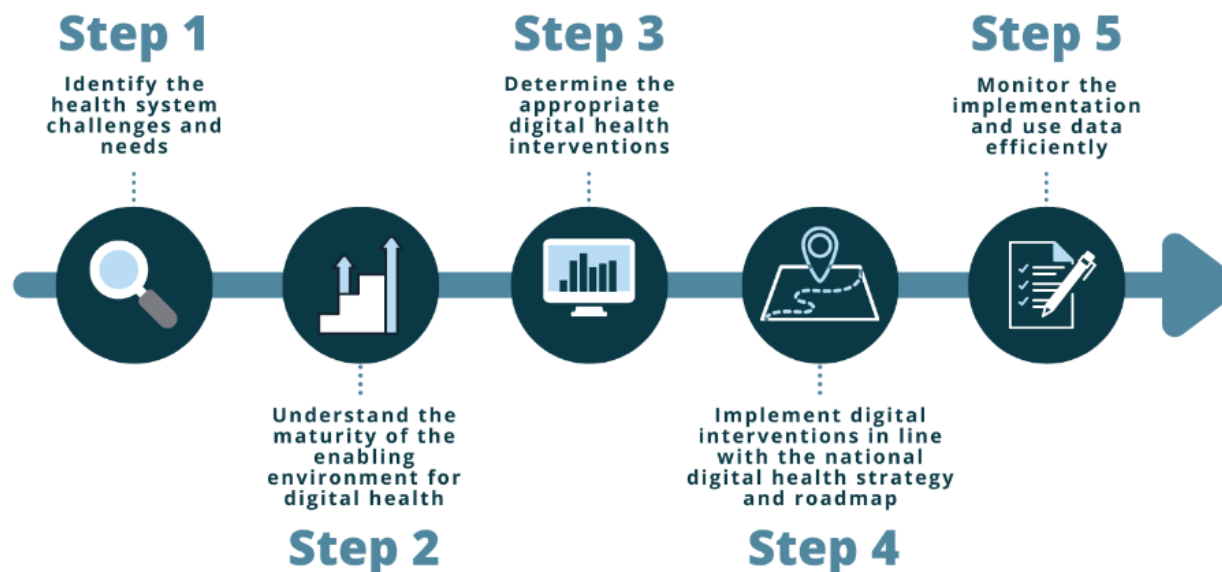 Step 1
Identify the
health system
challenges and
needs
Understand the
maturity of the
enabling
environment for
digital health
Step 2
Step 3
Determine the
appropriate
digital health
interventions
Implement digital
interventions in line
with the national
digital health strategy
and roadmap
Step 4
Step 5
Monitor the
implementation
and use data
efficiently